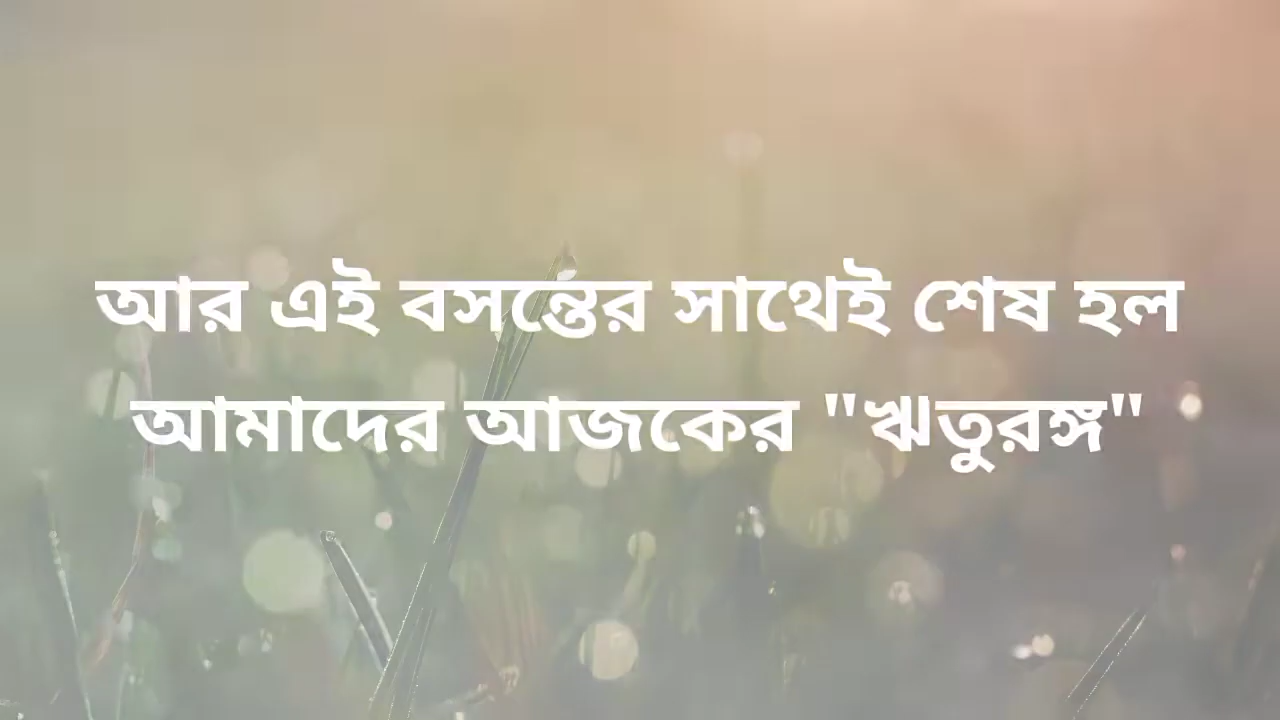 আর এই বসন্তের সাথেই শেষ হল
আমাদের আজকের "ঋতুরঙ্গ"